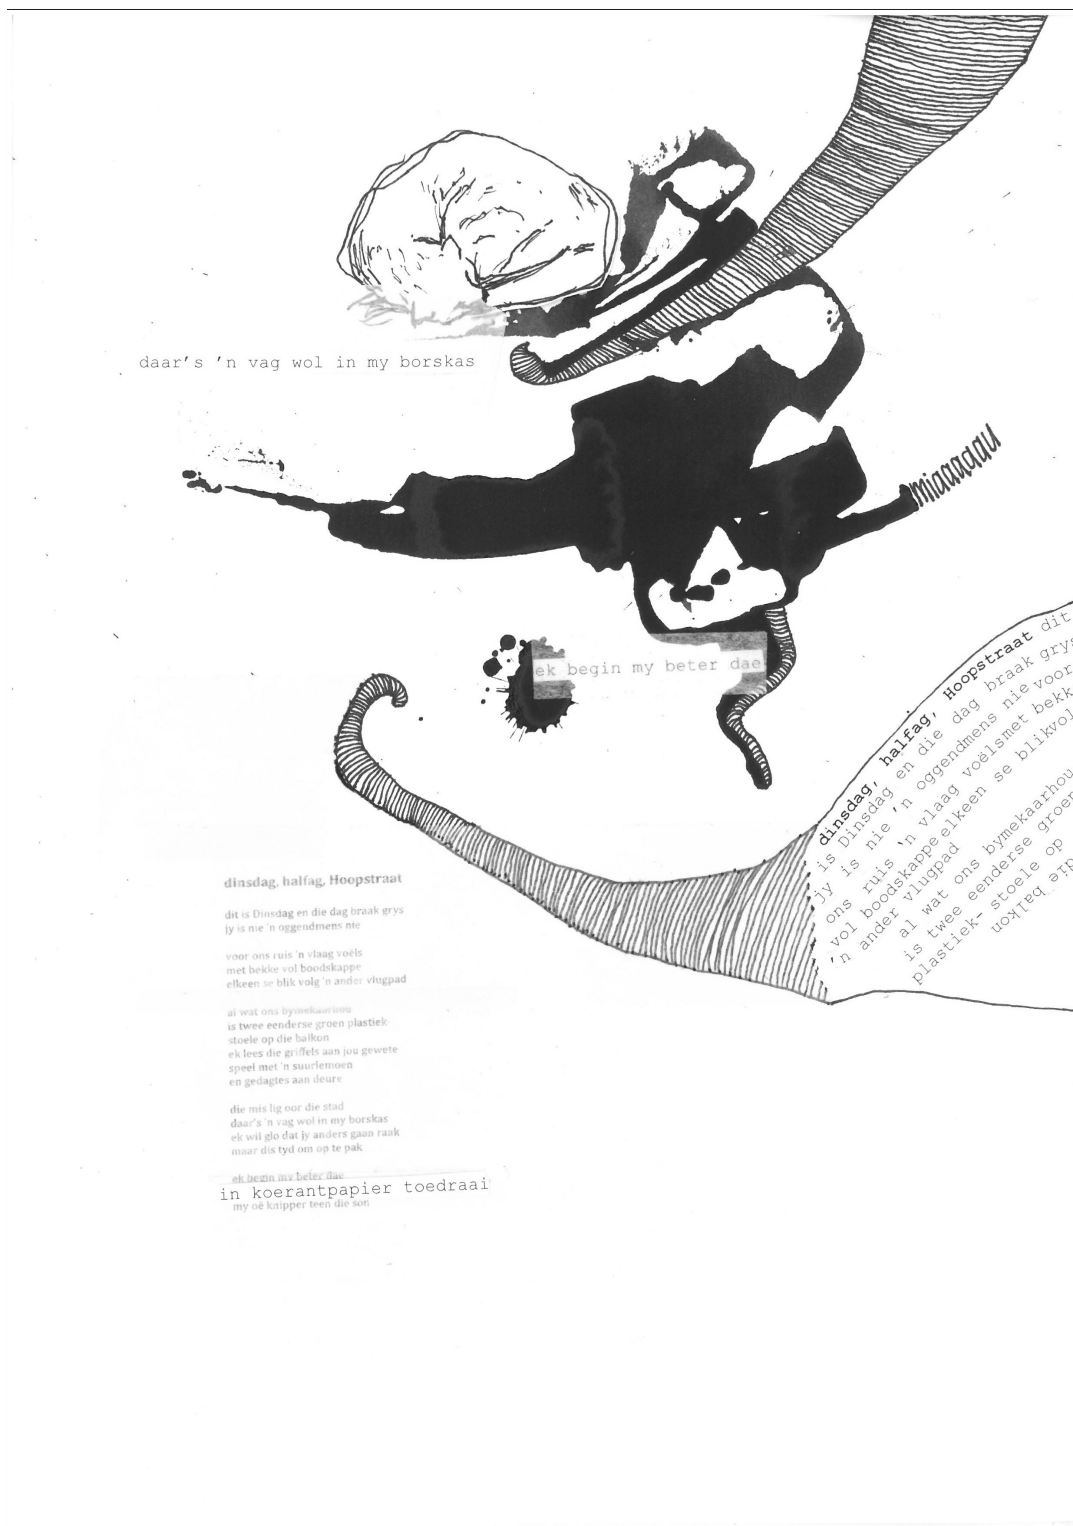 daar's 'n vag wol in my borskas
miaaaaau
ek begin my beter dae
dinsdag, halfag, Hoopstraat dit
is Dinsdag en die dag braak grys
jy is nie 'n oggendmens nie voor
ons ruis 'n vlaag voëlsmet bekk
vol boodskappe elkeen se blikvol
'n ander vlugpad
al wat ons bymekaarhou
is twee eenderse groen
plastiek- stoele op
die balkon
dinsdag, halfag, Hoopstraat
dit is Dinsdag en die dag braak grys
jy is nie 'n oggendmens nie
voor ons ruis 'n vlaag voëls
met bekke vol boodskappe
elkeen se blik volg 'n ander vlugpad
al wat ons bymekaarhou
is twee eenderse groen plastiek-
stoele op die balkon
ek lees die griffels aan jou gewete
speel met 'n suurlemoen
en gedagtes aan deure
die mis lig oor die stad
daar's 'n vag wol in my borskas
ek wil glo dat jy anders gaan raak
maar dis tyd om op te pak
ek begin my beter dae
in koerantpapier toedraai
my oë knipper teen die son